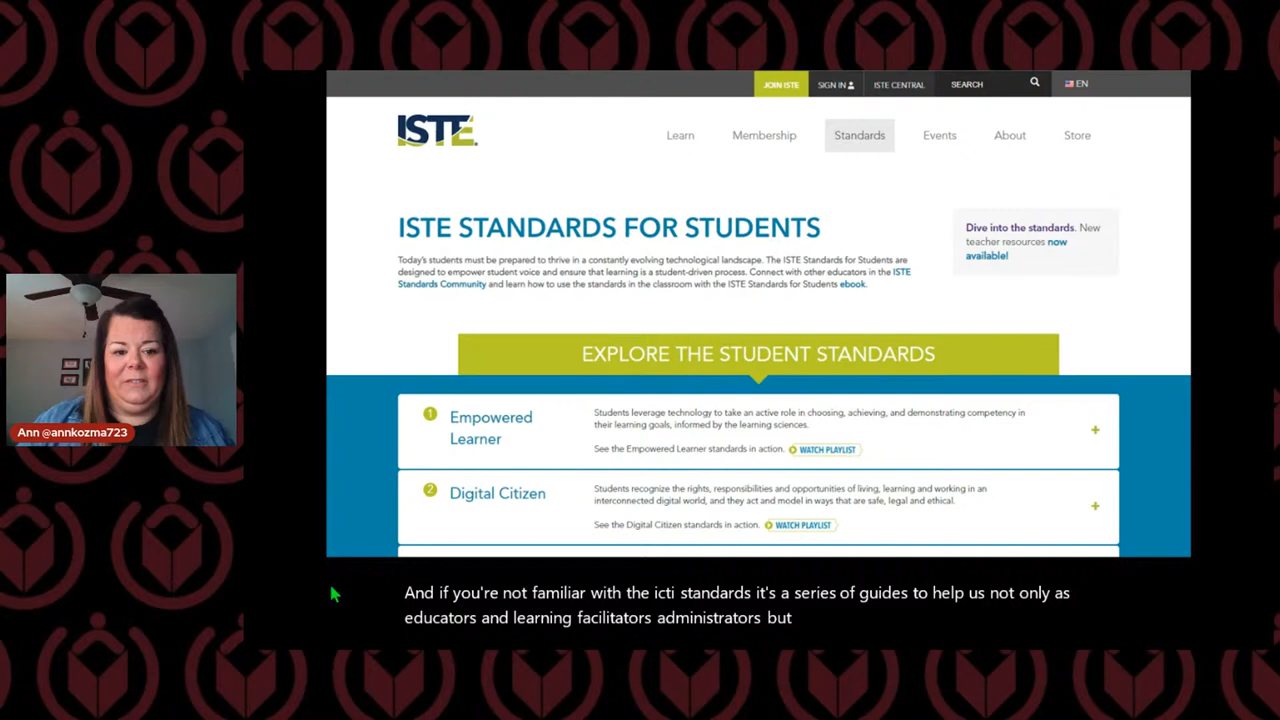 JOIN ISTE
SIGN IN
ISTE CENTRAL
SEARCH
EN
ISTE
Learn
Membership
Standards
Events
About
Store
ISTE STANDARDS FOR STUDENTS
Today's students must be prepared to thrive in a constantly evolving technological landscape. The ISTE Standards for Students are
designed to empower student voice and ensure that learning is a student-driven process. Connect with other educators in the ISTE
Standards Community and learn how to use the standards in the classroom with the ISTE Standards for Students ebook.
Dive into the standards. New
teacher resources now
available!
EXPLORE THE STUDENT STANDARDS
1
Empowered
Learner
Students leverage technology to take an active role in choosing, achieving, and demonstrating competency in
their learning goals, informed by the learning sciences.
See the Empowered Learner standards in action. WATCH PLAYLIST
+
2
Digital Citizen
Students recognize the rights, responsibilities and opportunities of living, learning and working in an
interconnected digital world, and they act and model in ways that are safe, legal and ethical.
See the Digital Citizen standards in action. WATCH PLAYLIST
+
Ann @annkozma723
And if you're not familiar with the icti standards it's a series of guides to help us not only as
educators and learning facilitators administrators but